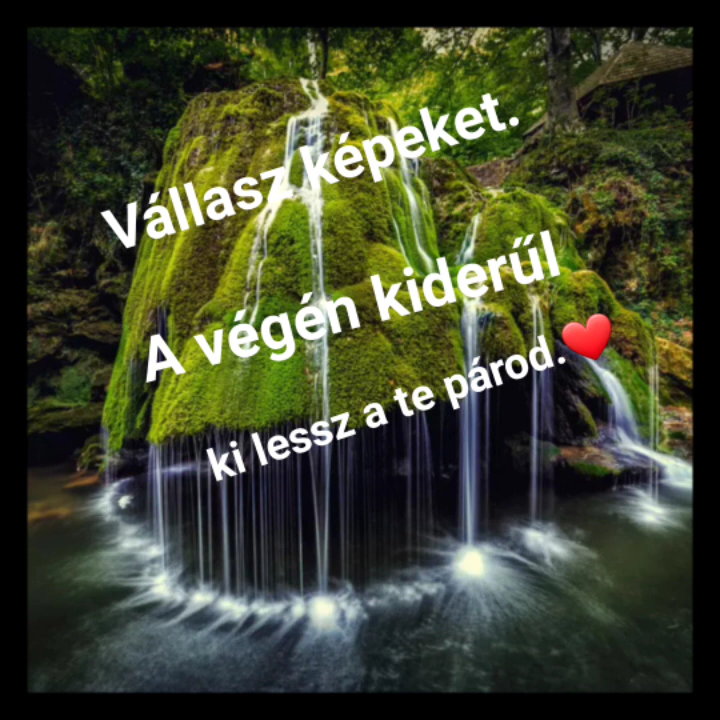 Vállasz képeket.
A végén kiderűl
ki lessz a te párod.❤️